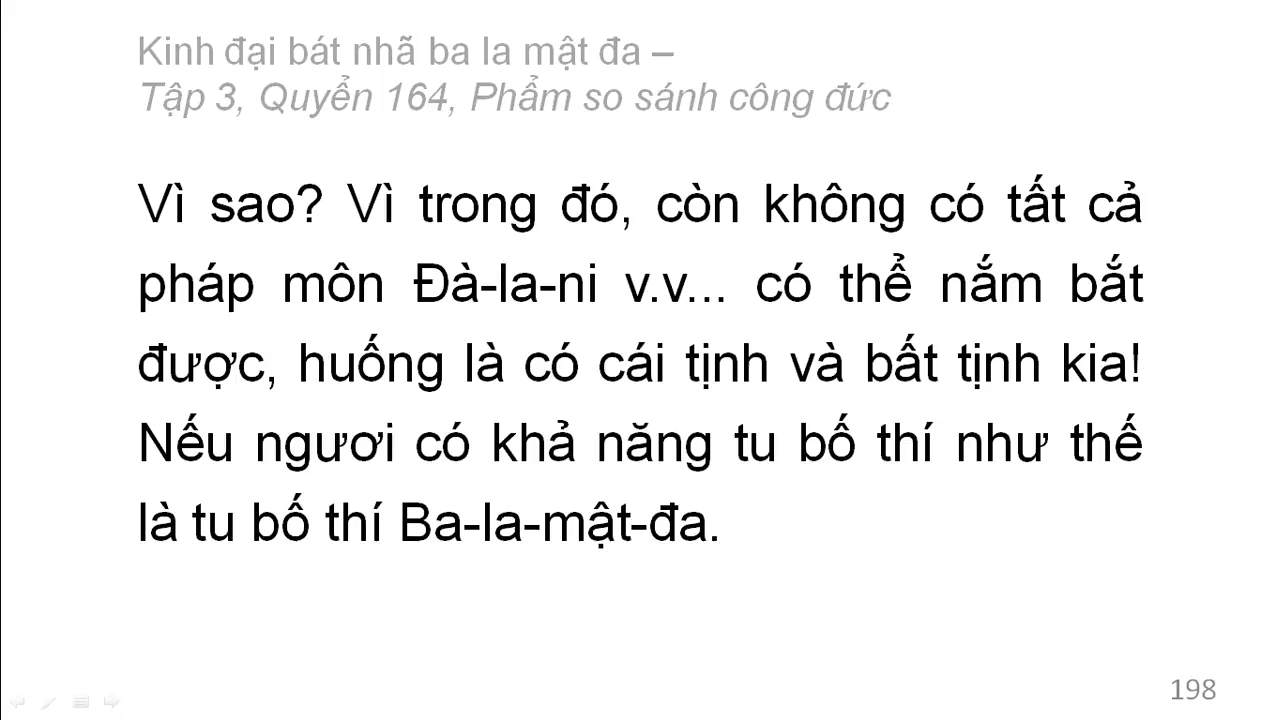 Kinh đại bát nhã ba la mật đa –
Tập 3, Quyển 164, Phẩm so sánh công đức
Vì sao? Vì trong đó, còn không có tất cả
pháp môn Đà-la-ni v.v... có thể nắm bắt
được, huống là có cái tịnh và bất tịnh kia!
Nếu ngươi có khả năng tu bố thí như thế
là tu bố thí Ba-la-mật-đa.
198